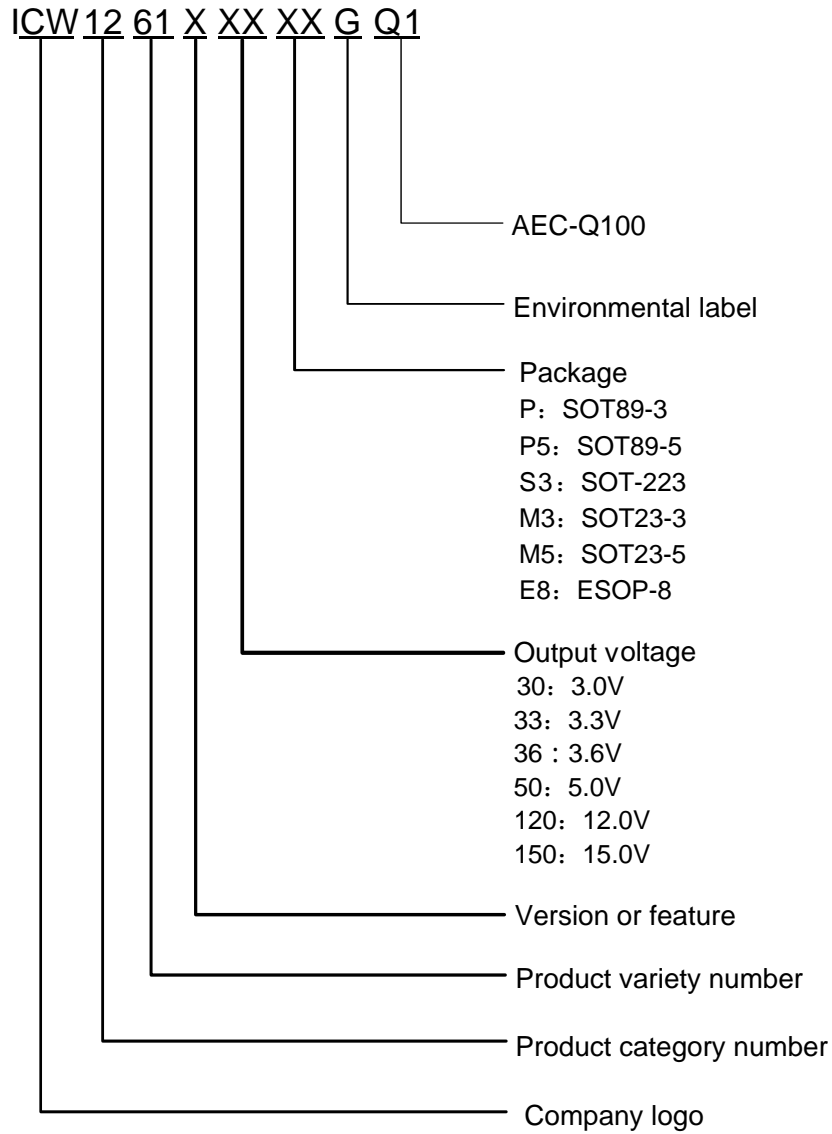 ICW 12 61 X XX XX G Q1
AEC-Q100
Environmental label
Package
P：SOT89-3
P5：SOT89-5
S3：SOT-223
M3：SOT23-3
M5：SOT23-5
E8：ESOP-8
Output voltage
30：3.0V
33：3.3V
36 : 3.6V
50：5.0V
120：12.0V
150：15.0V
Version or feature
Product variety number
Product category number
Company logo